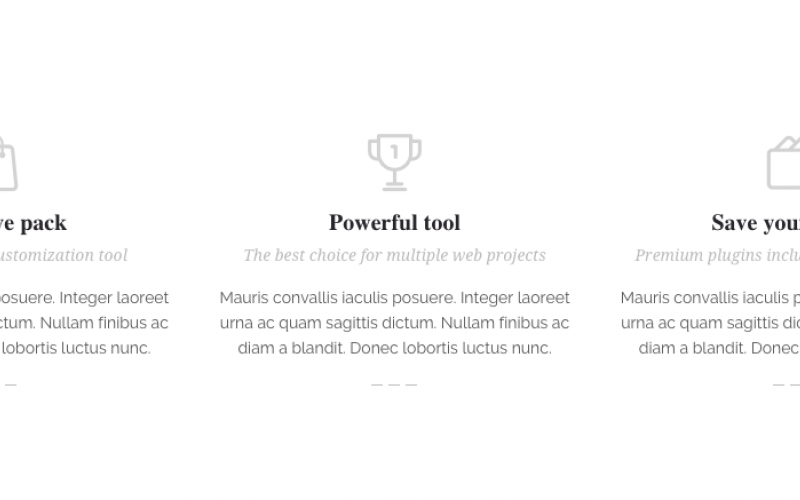 ve pack
ustomization tool
osuere. Integer laoreet
ctum. Nullam finibus ac
lobortis luctus nunc.
1
Powerful tool
The best choice for multiple web projects
Mauris convallis iaculis posuere. Integer laoreet
urna ac quam sagittis dictum. Nullam finibus ac
diam a blandit. Donec lobortis luctus nunc.
Save your
Premium plugins inclu
Mauris convallis iaculis p
urna ac quam sagittis dic
diam a blandit. Donec